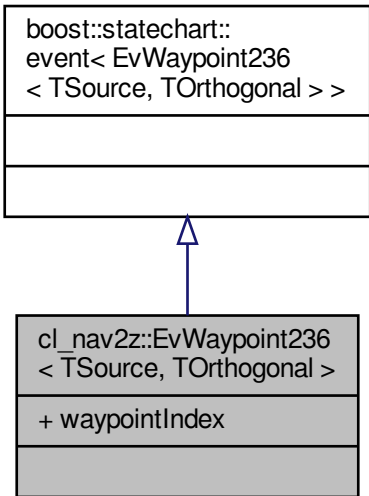 boost::statechart::
event< EvWaypoint236
< TSource, TOrthogonal > >
cl_nav2z::EvWaypoint236
< TSource, TOrthogonal >
+ waypointIndex